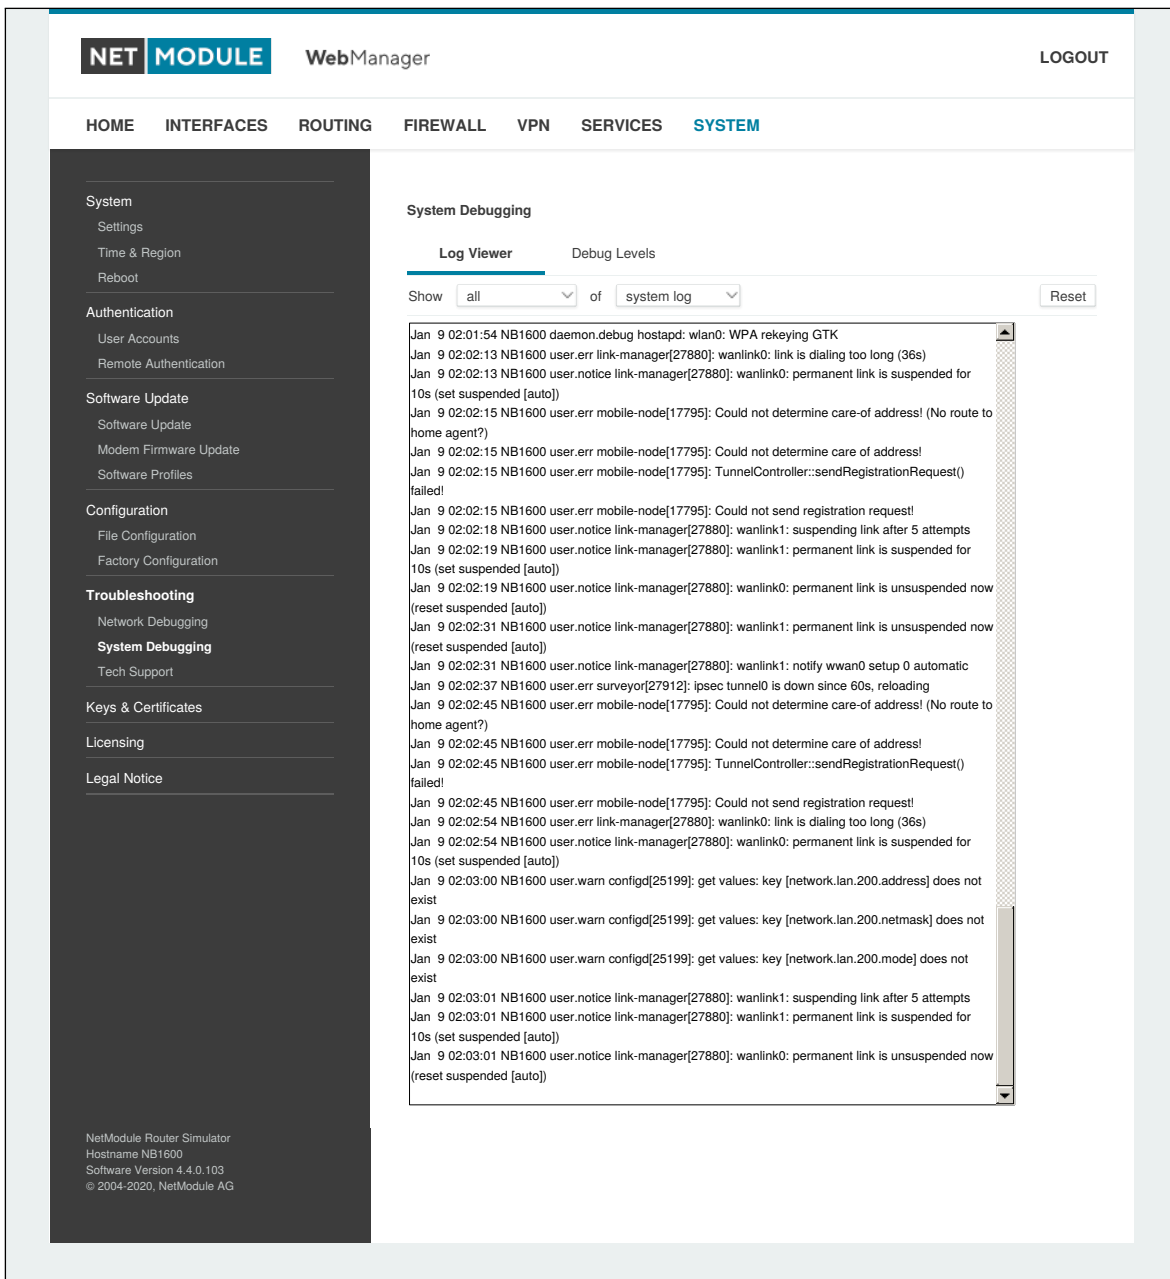 NET MODULE WebManager LOGOUT
HOME INTERFACES ROUTING FIREWALL VPN SERVICES SYSTEM
System
Settings
Time & Region
Reboot
Authentication
User Accounts
Remote Authentication
Software Update
Software Update
Modem Firmware Update
Software Profiles
Configuration
File Configuration
Factory Configuration
Troubleshooting
Network Debugging
System Debugging
Tech Support
Keys & Certificates
Licensing
Legal Notice
NetModule Router Simulator
Hostname NB1600
Software Version 4.4.0.103
© 2004-2020, NetModule AG
System Debugging
Log Viewer Debug Levels
Show all of system log Reset
Jan 9 02:01:54 NB1600 daemon.debug hostapd: wlan0: WPA rekeying GTK
Jan 9 02:02:13 NB1600 user.err link-manager[27880]: wanlink0: link is dialing too long (36s)
Jan 9 02:02:13 NB1600 user.notice link-manager[27880]: wanlink0: permanent link is suspended for
10s (set suspended [auto])
Jan 9 02:02:15 NB1600 user.err mobile-node[17795]: Could not determine care-of address! (No route to
home agent?)
Jan 9 02:02:15 NB1600 user.err mobile-node[17795]: Could not determine care of address!
Jan 9 02:02:15 NB1600 user.err mobile-node[17795]: TunnelController::sendRegistrationRequest()
failed!
Jan 9 02:02:15 NB1600 user.err mobile-node[17795]: Could not send registration request!
Jan 9 02:02:18 NB1600 user.notice link-manager[27880]: wanlink1: suspending link after 5 attempts
Jan 9 02:02:19 NB1600 user.notice link-manager[27880]: wanlink1: permanent link is suspended for
10s (set suspended [auto])
Jan 9 02:02:19 NB1600 user.notice link-manager[27880]: wanlink0: permanent link is unsuspended now
(reset suspended [auto])
Jan 9 02:02:31 NB1600 user.notice link-manager[27880]: wanlink1: permanent link is unsuspended now
(reset suspended [auto])
Jan 9 02:02:31 NB1600 user.notice link-manager[27880]: wanlink1: notify wwan0 setup 0 automatic
Jan 9 02:02:37 NB1600 user.err surveyor[27912]: ipsec tunnel0 is down since 60s, reloading
Jan 9 02:02:45 NB1600 user.err mobile-node[17795]: Could not determine care-of address! (No route to
home agent?)
Jan 9 02:02:45 NB1600 user.err mobile-node[17795]: Could not determine care of address!
Jan 9 02:02:45 NB1600 user.err mobile-node[17795]: TunnelController::sendRegistrationRequest()
failed!
Jan 9 02:02:45 NB1600 user.err mobile-node[17795]: Could not send registration request!
Jan 9 02:02:54 NB1600 user.err link-manager[27880]: wanlink0: link is dialing too long (36s)
Jan 9 02:02:54 NB1600 user.notice link-manager[27880]: wanlink0: permanent link is suspended for
10s (set suspended [auto])
Jan 9 02:03:00 NB1600 user.warn configd[25199]: get values: key [network.lan.200.address] does not
exist
Jan 9 02:03:00 NB1600 user.warn configd[25199]: get values: key [network.lan.200.netmask] does not
exist
Jan 9 02:03:00 NB1600 user.warn configd[25199]: get values: key [network.lan.200.mode] does not
exist
Jan 9 02:03:01 NB1600 user.notice link-manager[27880]: wanlink1: suspending link after 5 attempts
Jan 9 02:03:01 NB1600 user.notice link-manager[27880]: wanlink1: permanent link is suspended for
10s (set suspended [auto])
Jan 9 02:03:01 NB1600 user.notice link-manager[27880]: wanlink0: permanent link is unsuspended now
(reset suspended [auto])